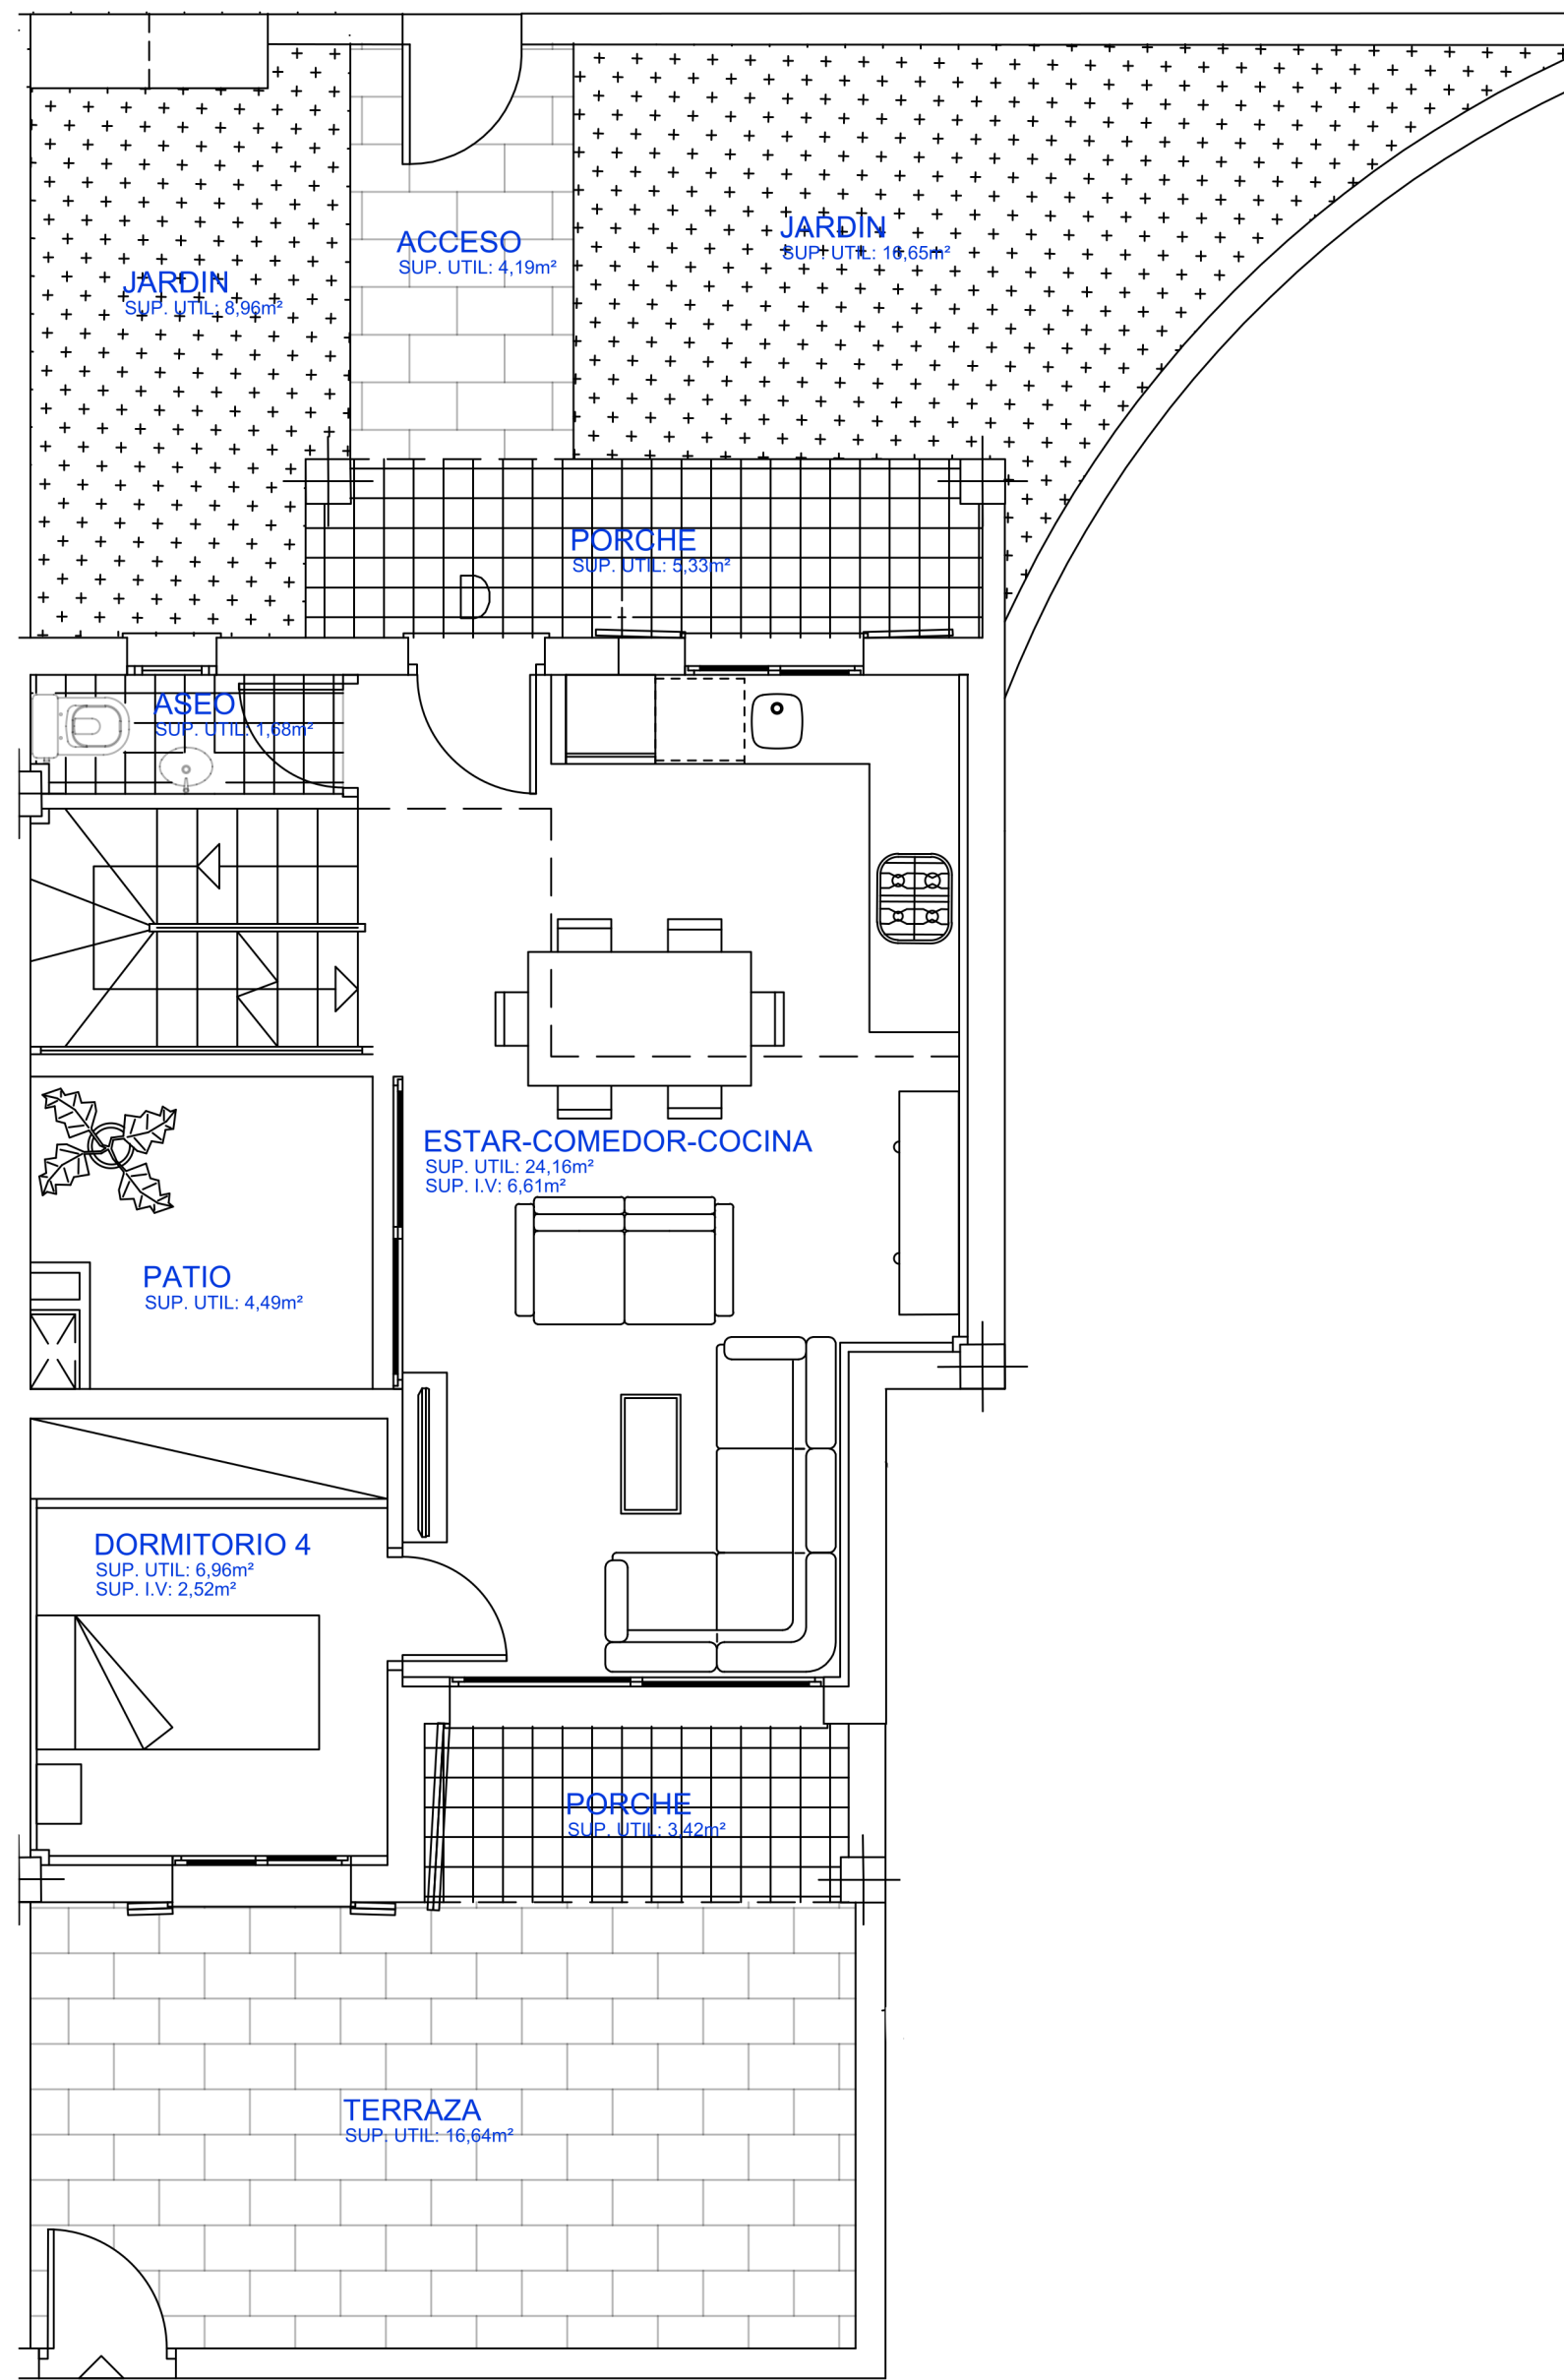 JARDIN
SUP. UTIL: 16,65m²
ACCESO
SUP. UTIL: 4,19m²
JARDIN
SUP. UTIL: 8,96m²
PORCHE
SUP. UTIL: 5,33m²
ASEO
SUP. UTIL: 1,68m²
ESTAR-COMEDOR-COCINA
SUP. UTIL: 24,16m²
SUP. I.V: 6,61m²
PATIO
SUP. UTIL: 4,49m²
DORMITORIO 4
SUP. UTIL: 6,96m²
SUP. I.V: 2,52m²
PORCHE
SUP. UTIL: 3,42m²
TERRAZA
SUP. UTIL: 16,64m²